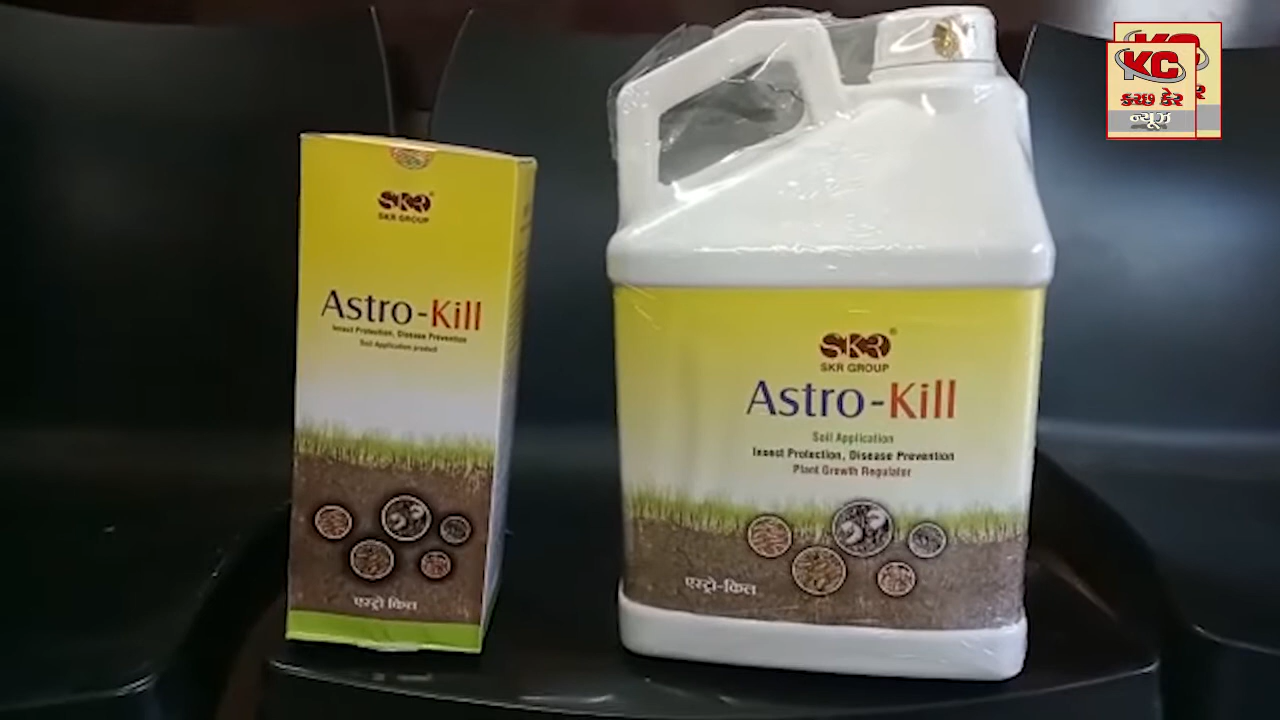 SKR
SKR GROUP
Astro-Kill
Insect Protection, Disease Prevention
Soil Application product
एस्ट्रो किल
SKR
SKR GROUP
Astro-Kill
Soil Application
Insect Protection, Disease Prevention
Plant Growth Regulator
एस्ट्रो-किल
KC
કચ્છ કેર
ન્યૂઝ